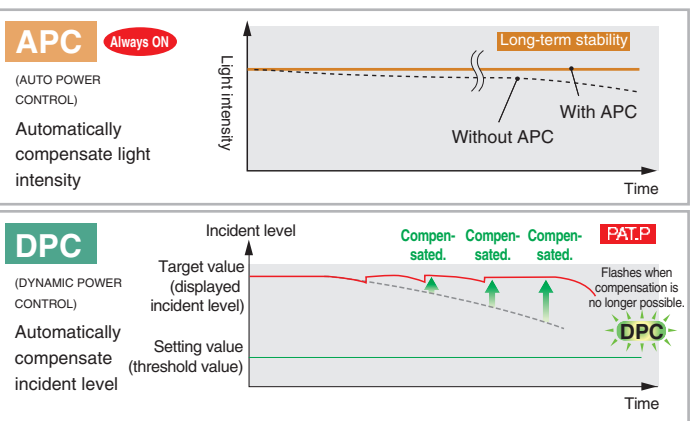 APC
Always ON
(AUTO POWER
CONTROL)
Automatically
compensate light
intensity
Light intensity
Long-term stability
With APC
Without APC
Time
DPC
(DYNAMIC POWER
CONTROL)
Automatically
compensate
incident level
Incident level
Target value
(displayed
incident level)
Setting value
(threshold value)
Compen-
sated.
Compen-
sated.
Compen-
sated.
PAT.P
Flashes when
compensation is
no longer possible.
DPC
Time